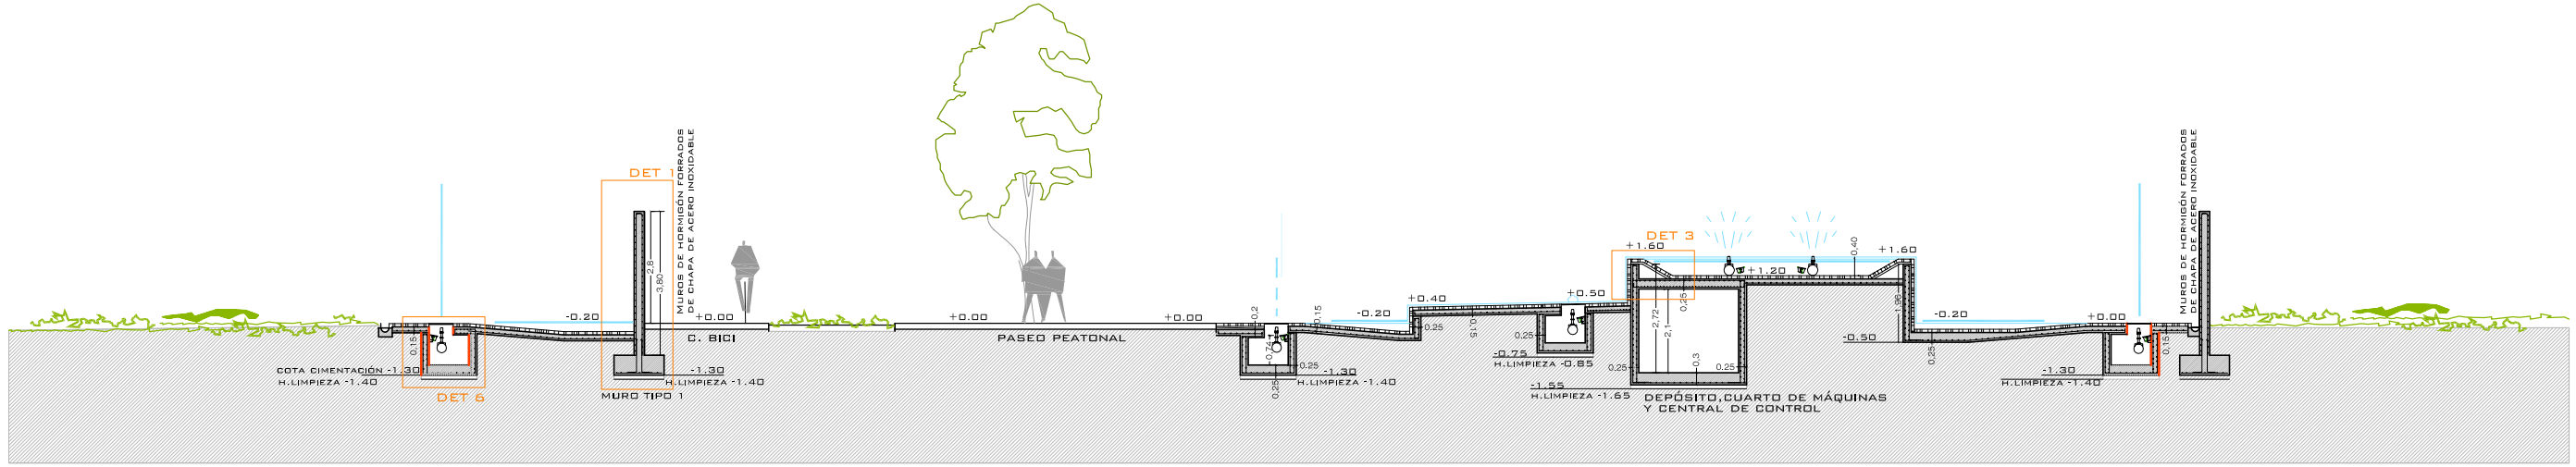 DET 1
MUROS DE HORMIGÓN FORRADOS
DE CHAPA DE ACERO INOXIDABLE
2,8
3,80
-0.20
+0.00
C. BICI
0,15
COTA CIMENTACIÓN -1.30
H.LIMPIEZA -1.40
DET 6
-1.30
H.LIMPIEZA -1.40
MURO TIPO 1
+0.00
PASEO PEATONAL
+0.00
0,2
0,15
-0.20
0,74
0.25
0,25
-1.30
H.LIMPIEZA -1.40
+0.40
0.25
0,15
+0.50
0.25
0.25
-0.75
H.LIMPIEZA -0.85
DET 3
+1.60
0,25
2,72
2,1
0,3
0.25
0.25
-1.55
H.LIMPIEZA -1.65
DEPÓSITO,CUARTO DE MÁQUINAS
Y CENTRAL DE CONTROL
+1.20
0,40
+1.60
1,96
-0.50
-0.20
0,25
+0.00
0,15
-1.30
H.LIMPIEZA -1.40
MUROS DE HORMIGÓN FORRADOS
DE CHAPA DE ACERO INOXIDABLE